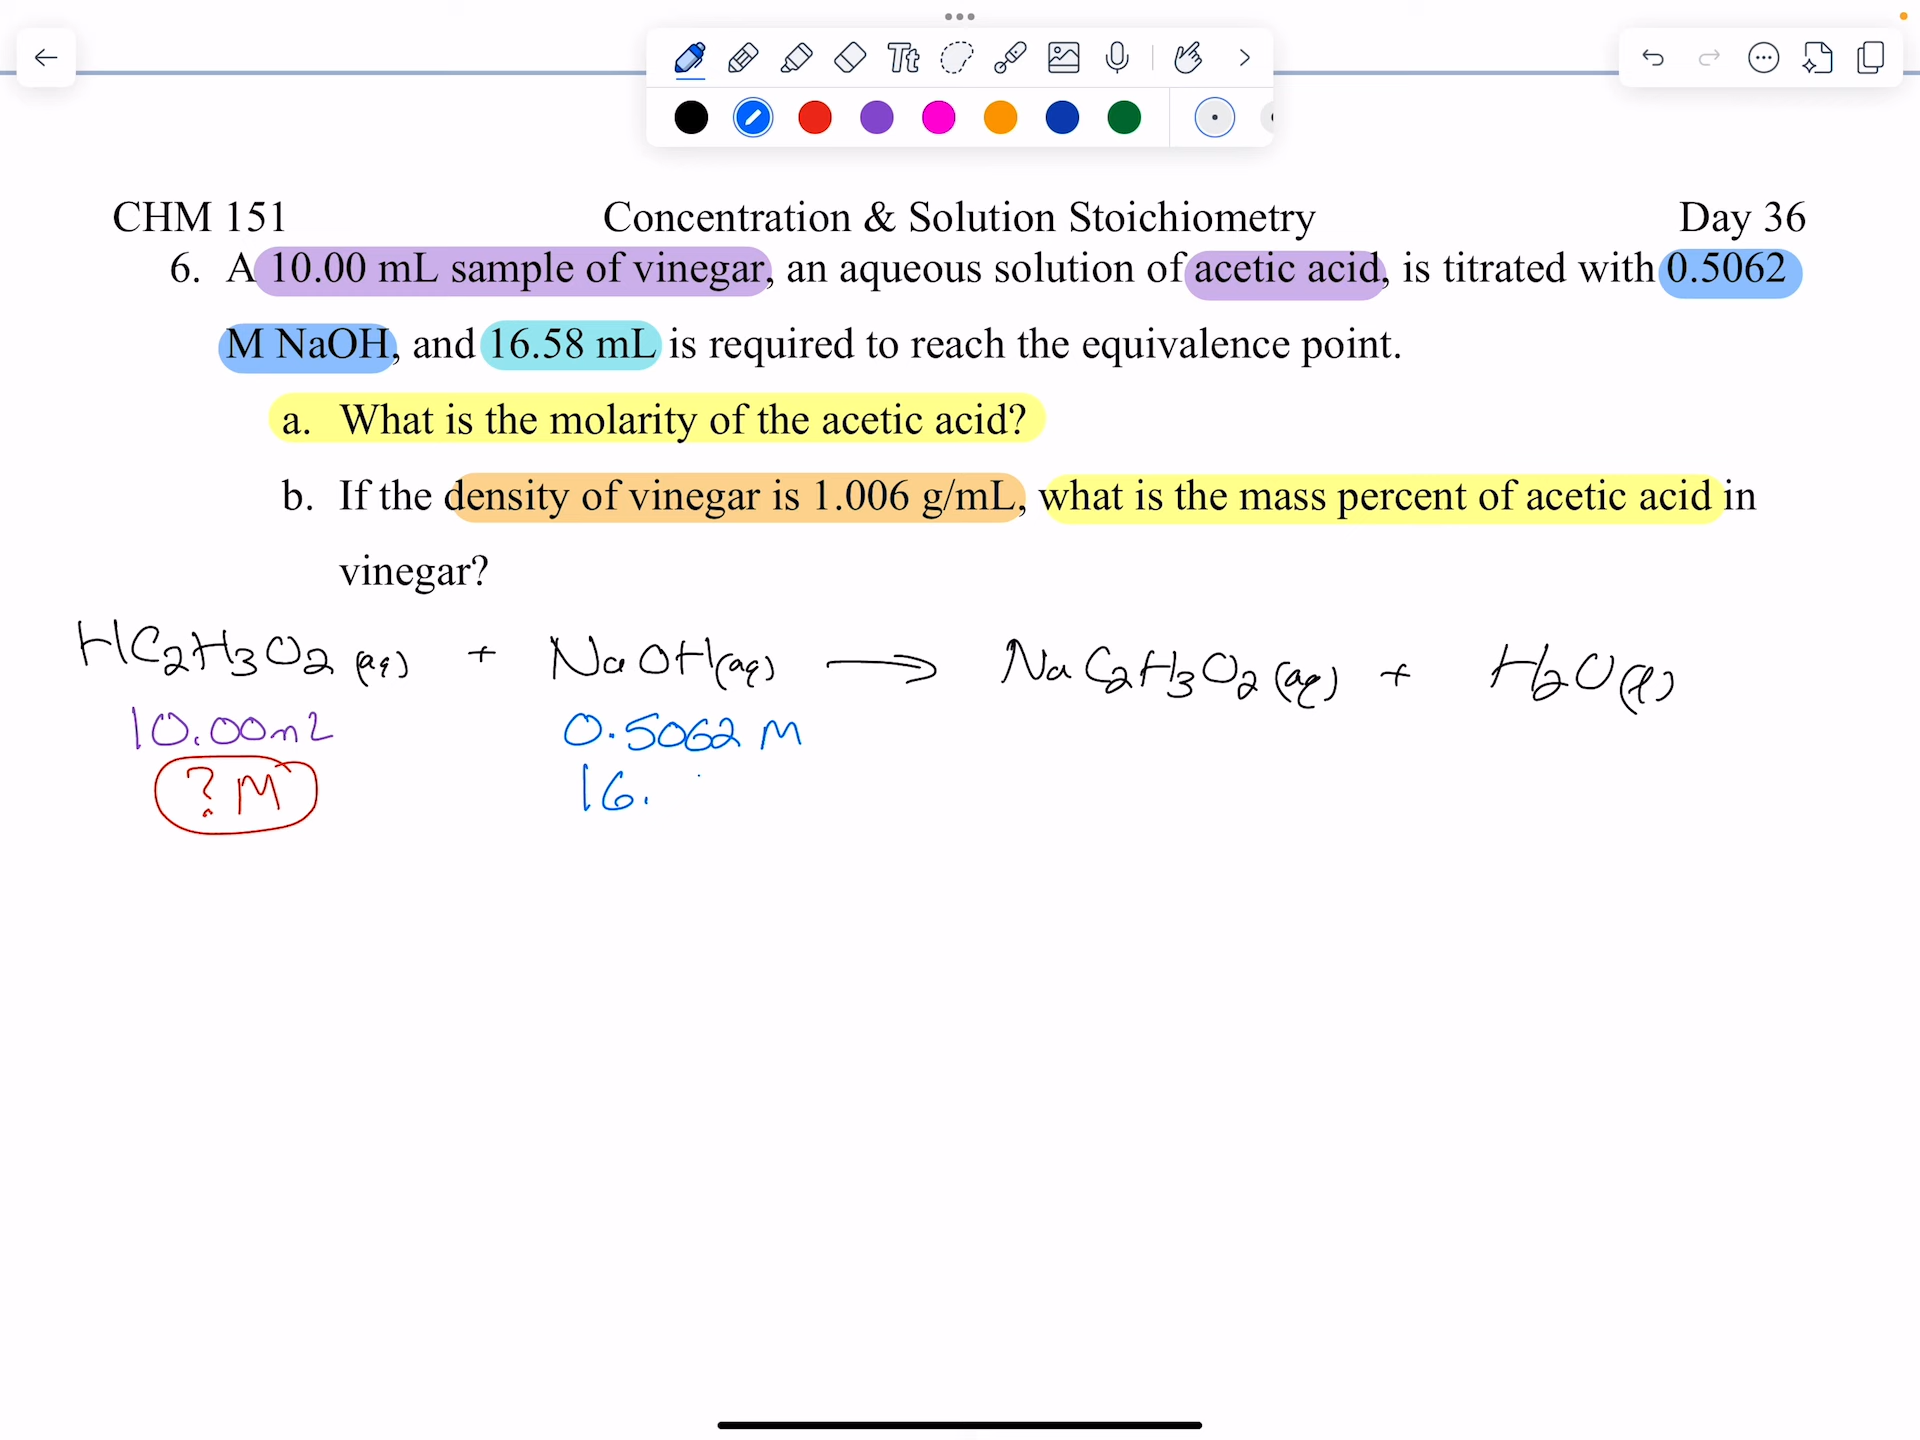 Tt
CHM 151 Concentration & Solution Stoichiometry Day 36
6. A 10.00 mL sample of vinegar, an aqueous solution of acetic acid, is titrated with 0.5062
M NaOH, and 16.58 mL is required to reach the equivalence point.
a. What is the molarity of the acetic acid?
b. If the density of vinegar is 1.006 g/mL, what is the mass percent of acetic acid in
vinegar?
HC₂H₃O₂ (aq) + NaOH(aq) → NaC₂H₃O₂ (aq) + H₂O(l)
10.00mL 0.5062 M
? M 16.